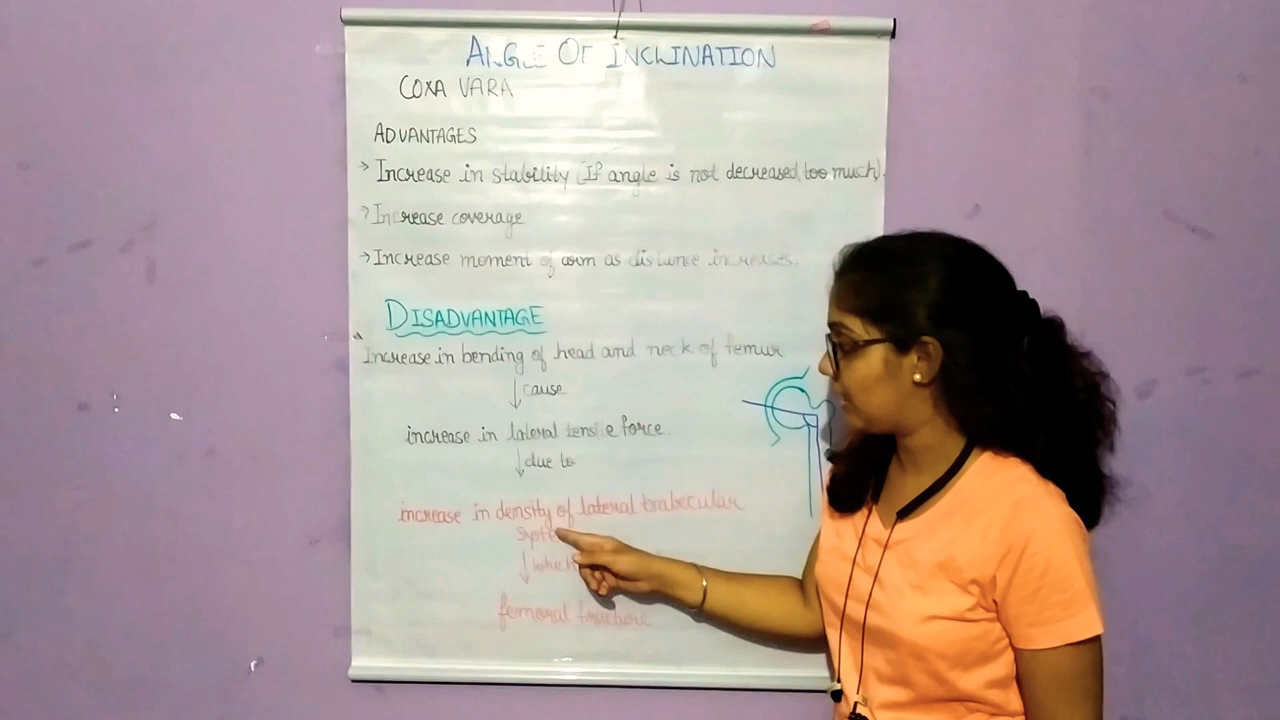 ANGLE OF INCLINATION
COXA VARA
ADVANTAGES
→ Increase in stability (If angle is not decreased too much).
→ Increase coverage
→ Increase moment of arm as distance increases.
DISADVANTAGE
Increase in bending of head and neck of femur
↓ cause
increase in lateral tensile force
↓ due to
increase in density of lateral trabecular
↓ which
femoral fracture